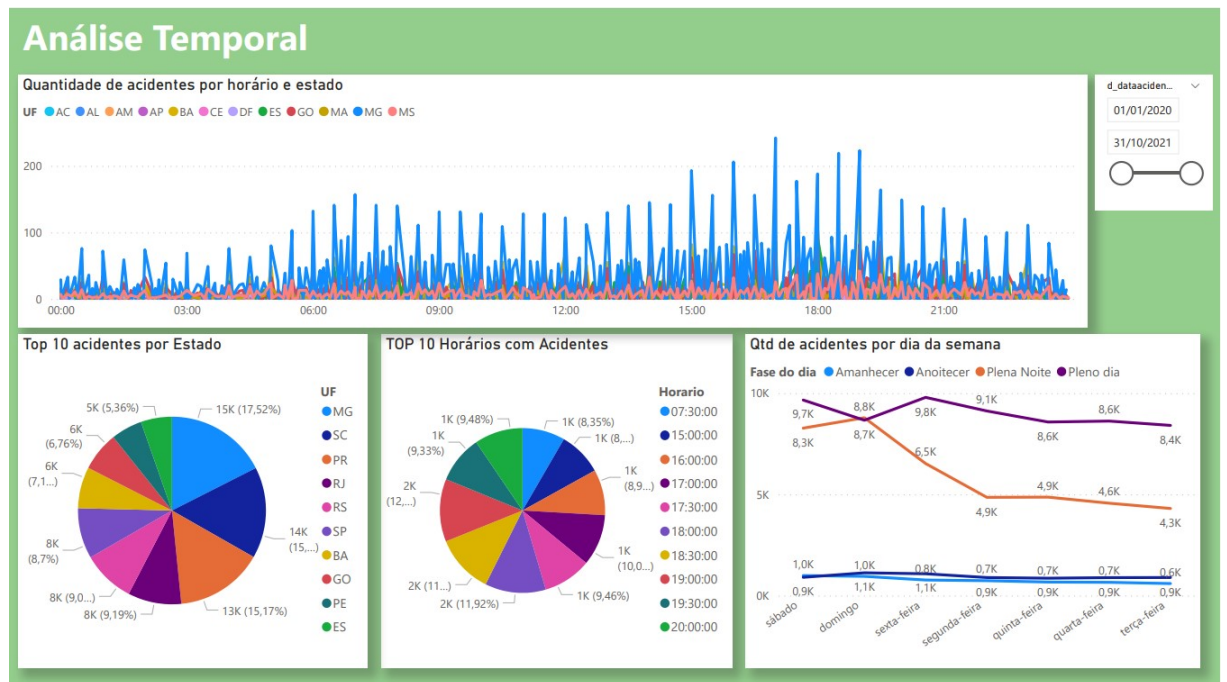 Análise Temporal
Quantidade de acidentes por horário e estado
UF AC AL AM AP BA CE DF ES GO MA MG MS
200
100
0
00:00 03:00 06:00 09:00 12:00 15:00 18:00 21:00
d_dataaciden...
01/01/2020
31/10/2021
Top 10 acidentes por Estado
5K (5,36%)
15K (17,52%)
6K
(6,76%)
6K
(7,1...)
8K
(8,7%)
8K (9,0...)
8K (9,19%)
13K (15,17%)
14K
(15,...)
UF
MG
SC
PR
RJ
RS
SP
BA
GO
PE
ES
TOP 10 Horários com Acidentes
1K (9,48%)
1K (8,35%)
1K (8,...)
1K
(9,33%)
1K
(8,9...)
2K
(12,...)
1K
(10,0...)
2K (11...)
2K (11,92%)
1K (9,46%)
Horario
07:30:00
15:00:00
16:00:00
17:00:00
17:30:00
18:00:00
18:30:00
19:00:00
19:30:00
20:00:00
Qtd de acidentes por dia da semana
Fase do dia Amanhecer Anoitecer Plena Noite Pleno dia
10K
5K
0K
9,7K 8,8K 9,8K 9,1K 8,6K 8,6K 8,4K
8,3K 8,7K 6,5K 4,9K 4,9K 4,6K 4,3K
1,0K 1,0K 0,8K 0,7K 0,7K 0,7K 0,6K
0,9K 1,1K 1,1K 0,9K 0,9K 0,9K 0,9K
sábado domingo sexta-feira segunda-feira quinta-feira quarta-feira terça-feira